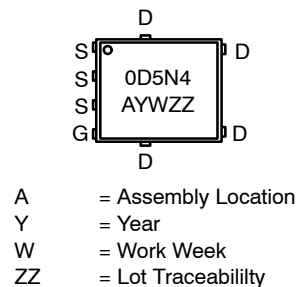 D
S D
S 0D5N4
S AYWZZ
G D
D
A = Assembly Location
Y = Year
W = Work Week
ZZ = Lot Traceabililty